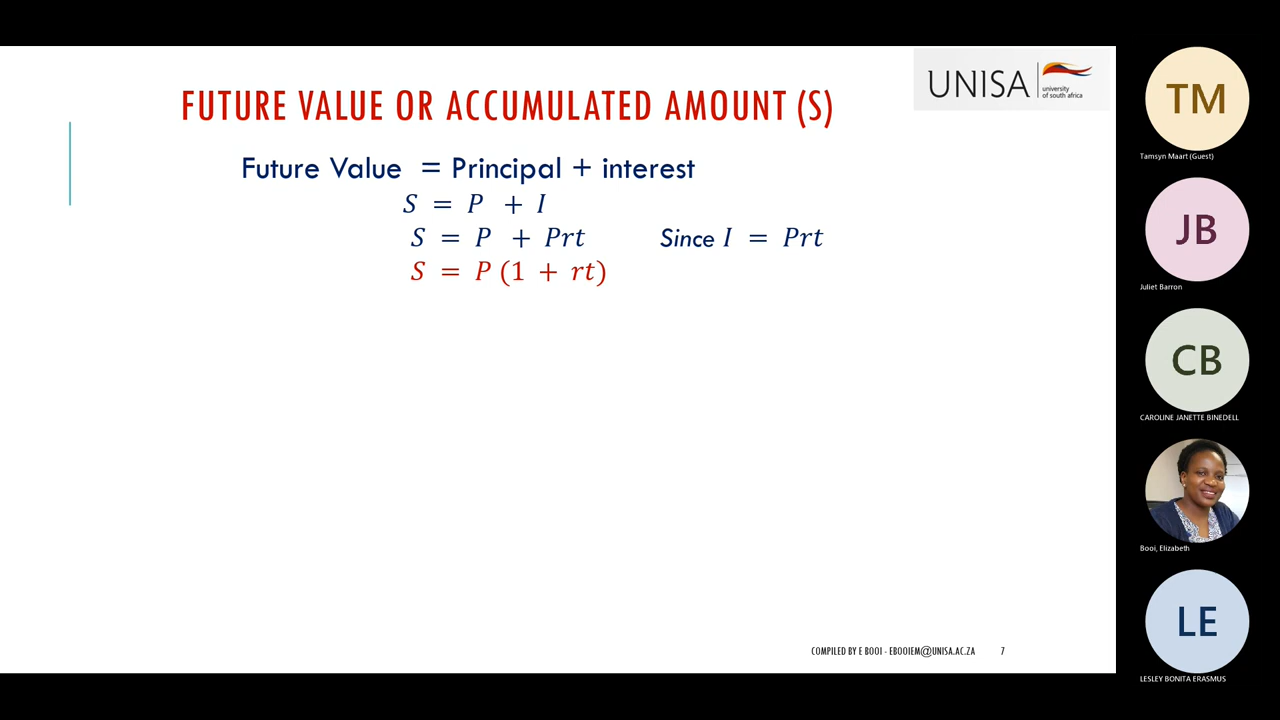 FUTURE VALUE OR ACCUMULATED AMOUNT (S)
UNISA
university
of south africa
Future Value = Principal + interest
S = P + I
S = P + Prt Since I = Prt
S = P (1 + rt)
COMPILED BY E BOOI - EBOOIEM@UNISA.AC.ZA 7
TM
Tamsyn Maart (Guest)
JB
Juliet Barron
CB
CAROLINE JANETTE BINEDELL
Booi, Elizabeth
LE
LESLEY BONITA ERASMUS